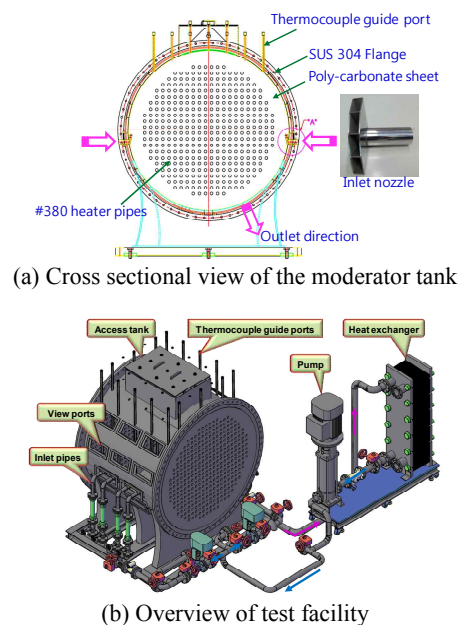 Thermocouple guide port
SUS 304 Flange
Poly-carbonate sheet
"A"
Inlet nozzle
#380 heater pipes
Outlet direction
(a) Cross sectional view of the moderator tank
Access tank
Thermocouple guide ports
Heat exchanger
Pump
View ports
Inlet pipes
(b) Overview of test facility